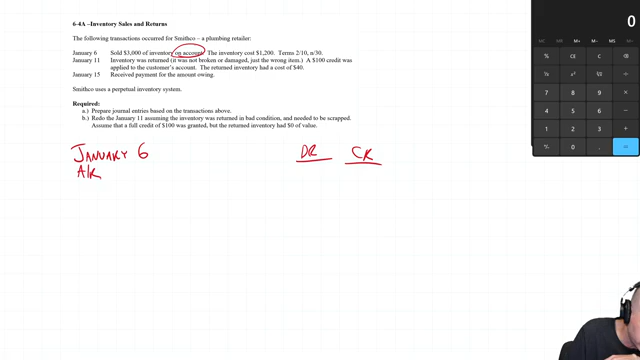 6-4A –Inventory Sales and Returns
The following transactions occurred for Smithco – a plumbing retailer:
January 6 Sold $3,000 of inventory on account. The inventory cost $1,200. Terms 2/10, n/30.
January 11 Inventory was returned (it was not broken or damaged, just the wrong item). A $100 credit was
applied to the customer's account. The returned inventory had a cost of $40.
January 15 Received payment for the amount owing.
Smithco uses a perpetual inventory system.
Required:
a.) Prepare journal entries based on the transactions above.
b.) Redo the January 11 assuming the inventory was returned in bad condition, and needed to be scrapped.
Assume that a full credit of $100 was granted, but the returned inventory had $0 of value.
JANUARY 6 DR CR
A/R
0
% CE C
7 8 9 ×
4 5 6 −
1 2 3 +
0 . =